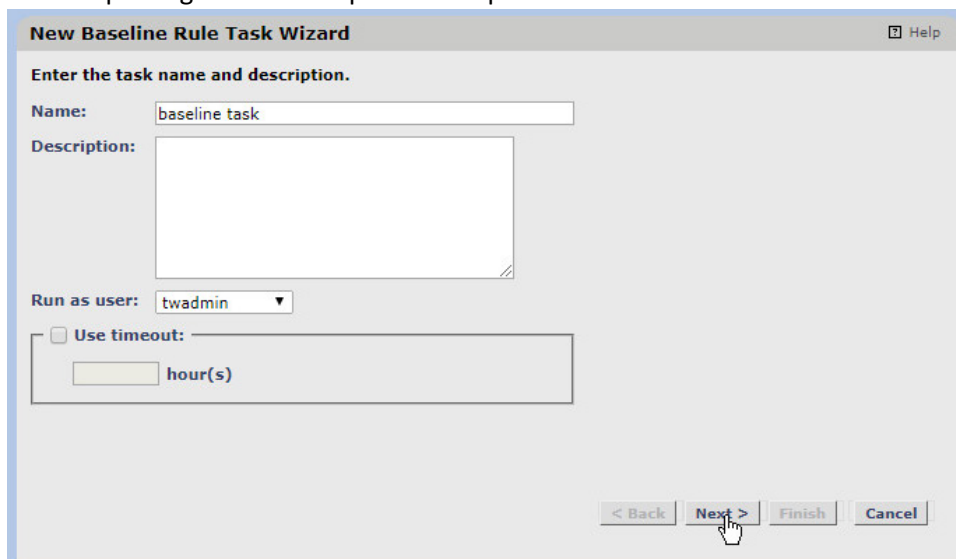 New Baseline Rule Task Wizard
? Help
Enter the task name and description.
Name: baseline task
Description:
Run as user: twadmin
Use timeout:
hour(s)
< Back Next > Finish Cancel